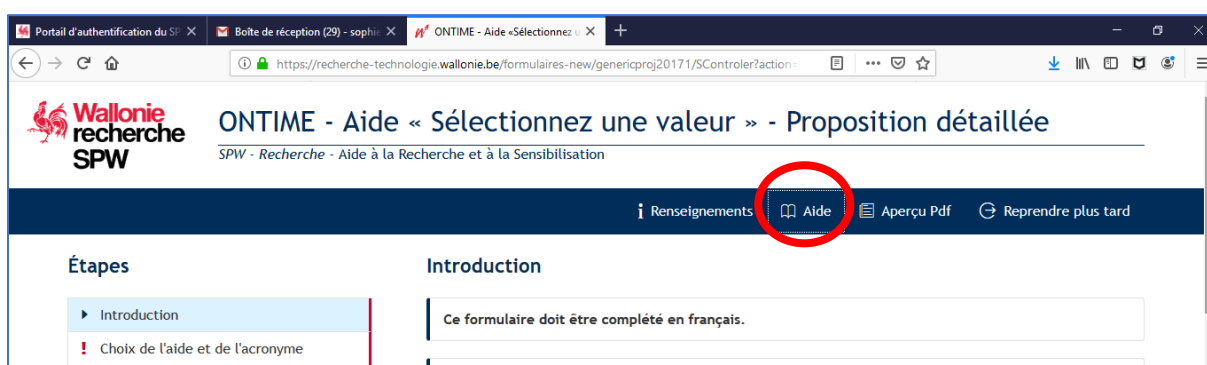 Portail d'authentification du SP
Boîte de réception (29) - sophie
ONTIME - Aide «Sélectionnez u
https://recherche-technologie.wallonie.be/formulaires-new/genericproj20171/SControler?action=
Wallonie
recherche
SPW
ONTIME - Aide « Sélectionnez une valeur » - Proposition détaillée
SPW - Recherche - Aide à la Recherche et à la Sensibilisation
Renseignements Aide Aperçu Pdf Reprendre plus tard
Étapes
Introduction
Introduction
Ce formulaire doit être complété en français.
! Choix de l'aide et de l'acronyme